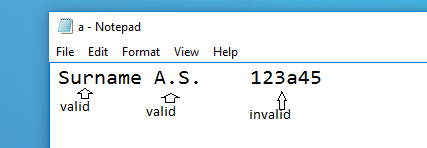 a - Notepad
File Edit Format View Help
Surname A.S. 123a45
valid valid invalid